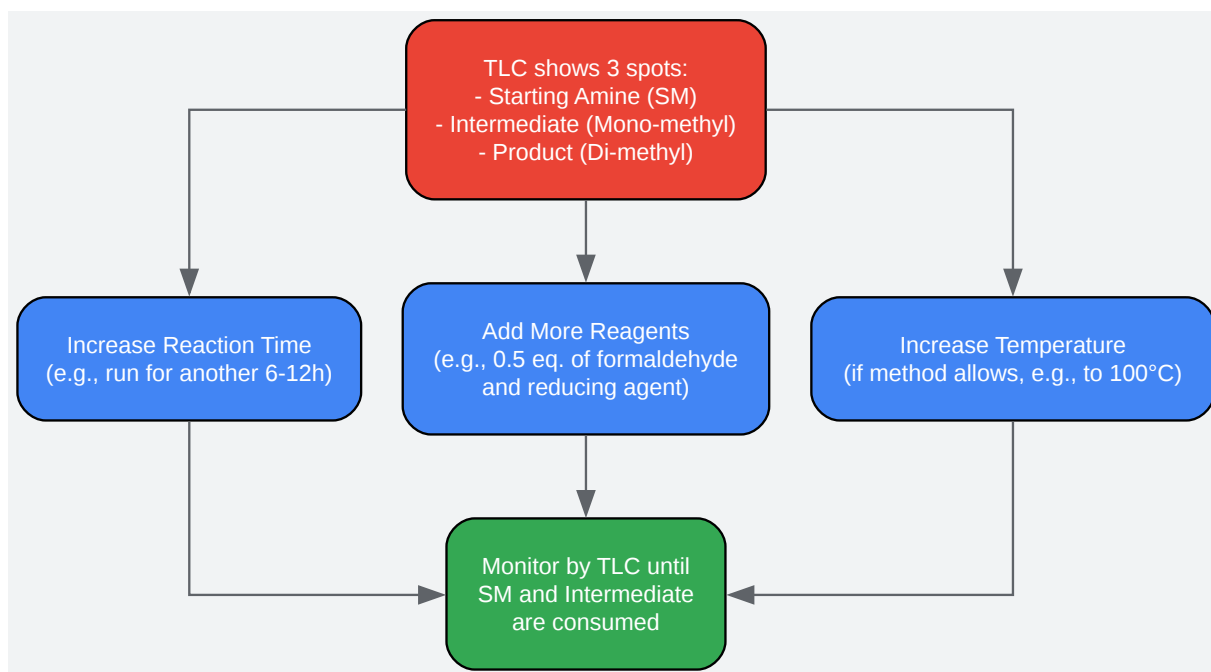 TLC shows 3 spots:
- Starting Amine (SM)
- Intermediate (Mono-methyl)
- Product (Di-methyl)
Increase Reaction Time
(e.g., run for another 6-12h)
Add More Reagents
(e.g., 0.5 eq. of formaldehyde
and reducing agent)
Increase Temperature
(if method allows, e.g., to 100°C)
Monitor by TLC until
SM and Intermediate
are consumed